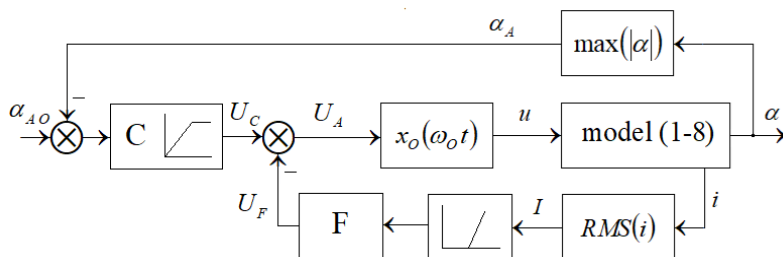 α_A
max(|α|)
α_AO
−
C
U_C
U_A
x_O(ω_O t)
u
model (1-8)
α
−
U_F
F
I
RMS(i)
i